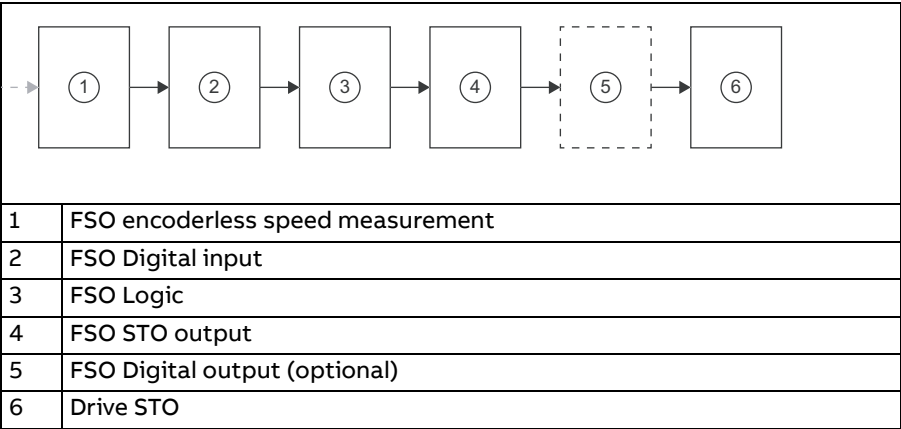 1 2 3 4 5 6
1 FSO encoderless speed measurement
2 FSO Digital input
3 FSO Logic
4 FSO STO output
5 FSO Digital output (optional)
6 Drive STO